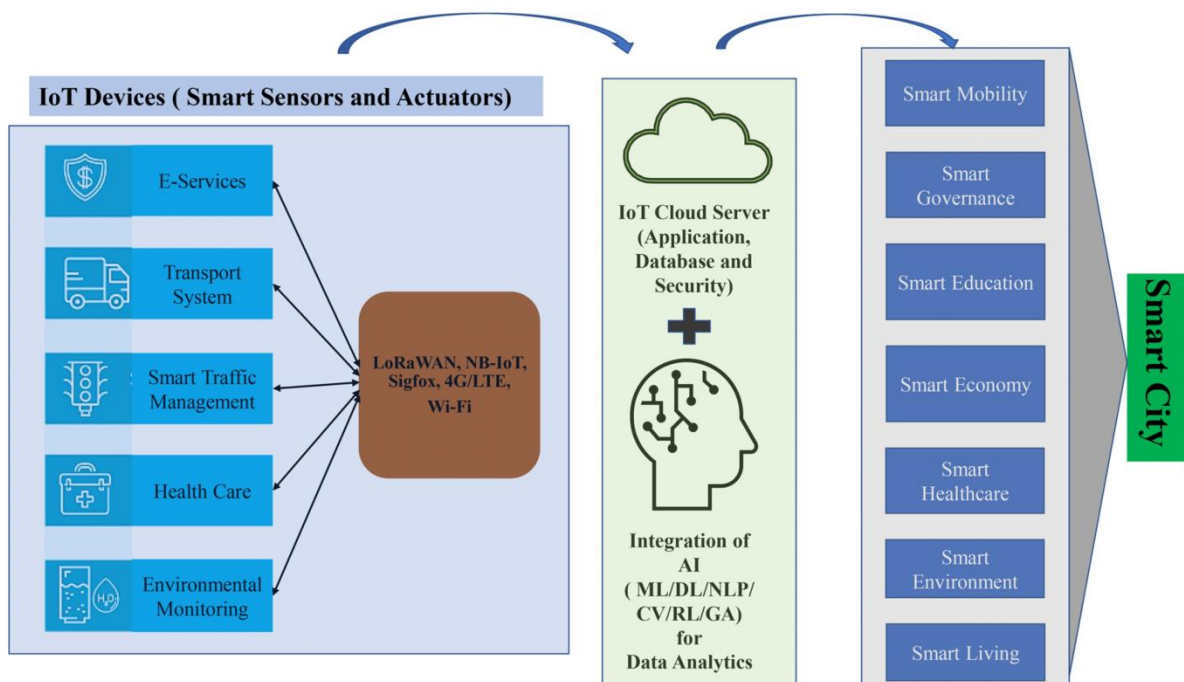 IoT Devices ( Smart Sensors and Actuators)
E-Services
Transport
System
Smart Traffic
Management
Health Care
H₂O
Environmental
Monitoring
LoRaWAN, NB-IoT,
Sigfox, 4G/LTE,
Wi-Fi
IoT Cloud Server
(Application,
Database and
Security)
Integration of
AI
( ML/DL/NLP/
CV/RL/GA)
for
Data Analytics
Smart Mobility
Smart
Governance
Smart Education
Smart Economy
Smart
Healthcare
Smart
Environment
Smart Living
Smart City